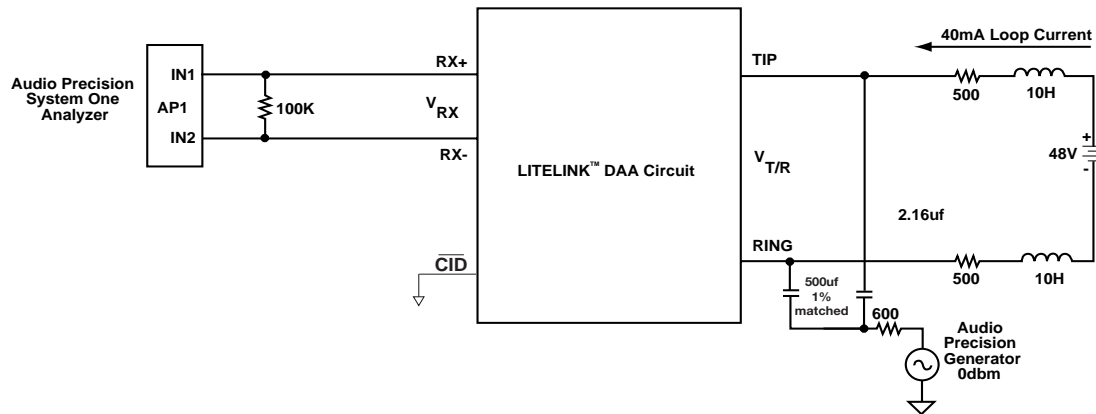 40mA Loop Current
Audio Precision
System One
Analyzer
IN1
AP1
IN2
100K
RX+
V RX
RX-
CID
LITELINK™ DAA Circuit
TIP
V T/R
RING
500
10H
48V
+
-
2.16uf
500
10H
500uf
1%
matched
600
Audio
Precision
Generator
0dbm